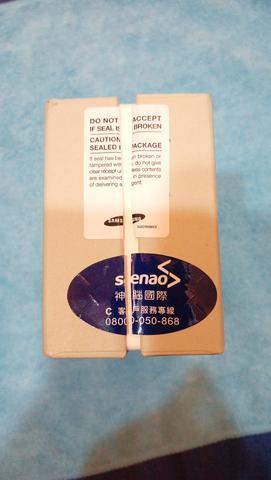 DO NOT ACCEPT
IF SEAL IS BROKEN
CAUTION
SEALED PACKAGE
If seal has been broken or
tampered with, do not give
clear receipt unless contents
are examined in presence
of delivering agent.
SAMSUNG
ELECTRONICS
senao
神腦國際
客戶服務專線
08000-050-868